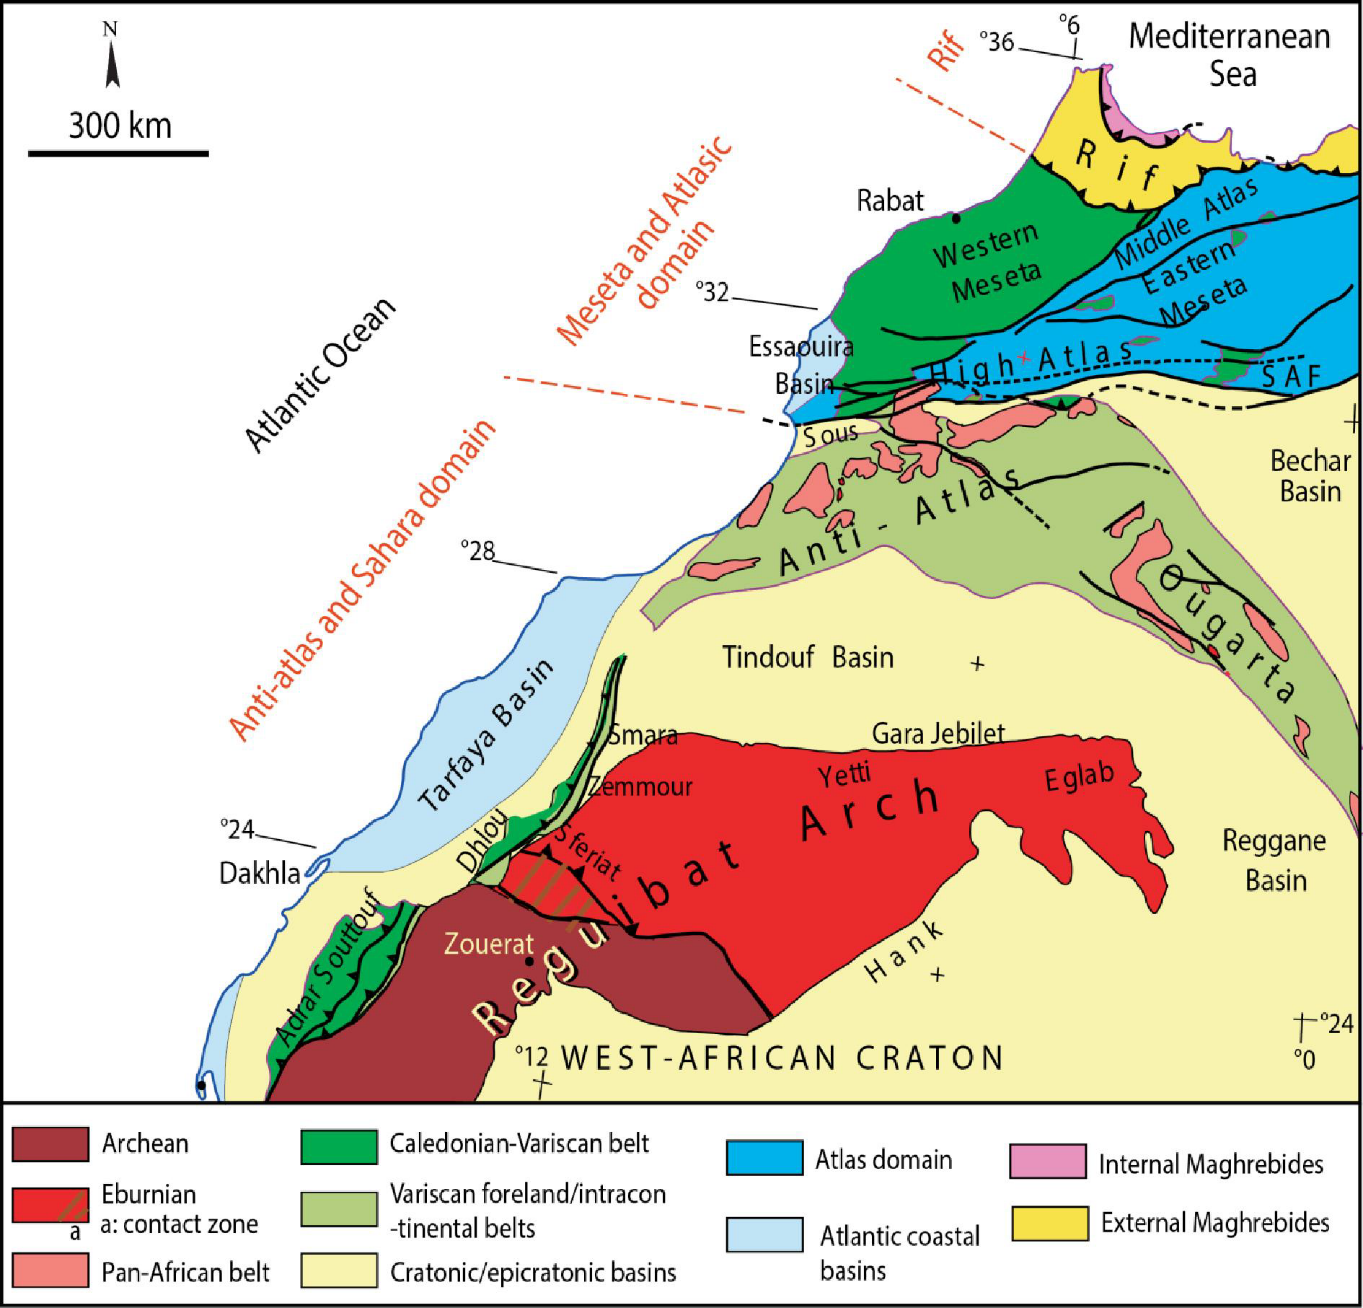 N
300 km
°6
°36
Mediterranean
Sea
Rif
Rif
Meseta and Atlasic
domain
Rabat
Western
Meseta
Middle Atlas
Eastern
Meseta
°32
Essaouira
Basin
High Atlas
SAF
Atlantic Ocean
Sous
Bechar
Basin
Anti-atlas and Sahara domain
Anti - Atlas
°28
Ougarta
Tindouf Basin
Tarfaya Basin
Smara
Gara Jebilet
Zemmour
Yetti
Eglab
°24
Dakhla
Dhlou
Sferiat
Reguibat Arch
Reggane
Basin
Adrar Souttouf
Zouerat
Hank
°24
°0
°12
WEST-AFRICAN CRATON
Archean
Eburnian
a
a: contact zone
Pan-African belt
Caledonian-Variscan belt
Variscan foreland/intracon
-tinental belts
Cratonic/epicratonic basins
Atlas domain
Atlantic coastal
basins
Internal Maghrebides
External Maghrebides